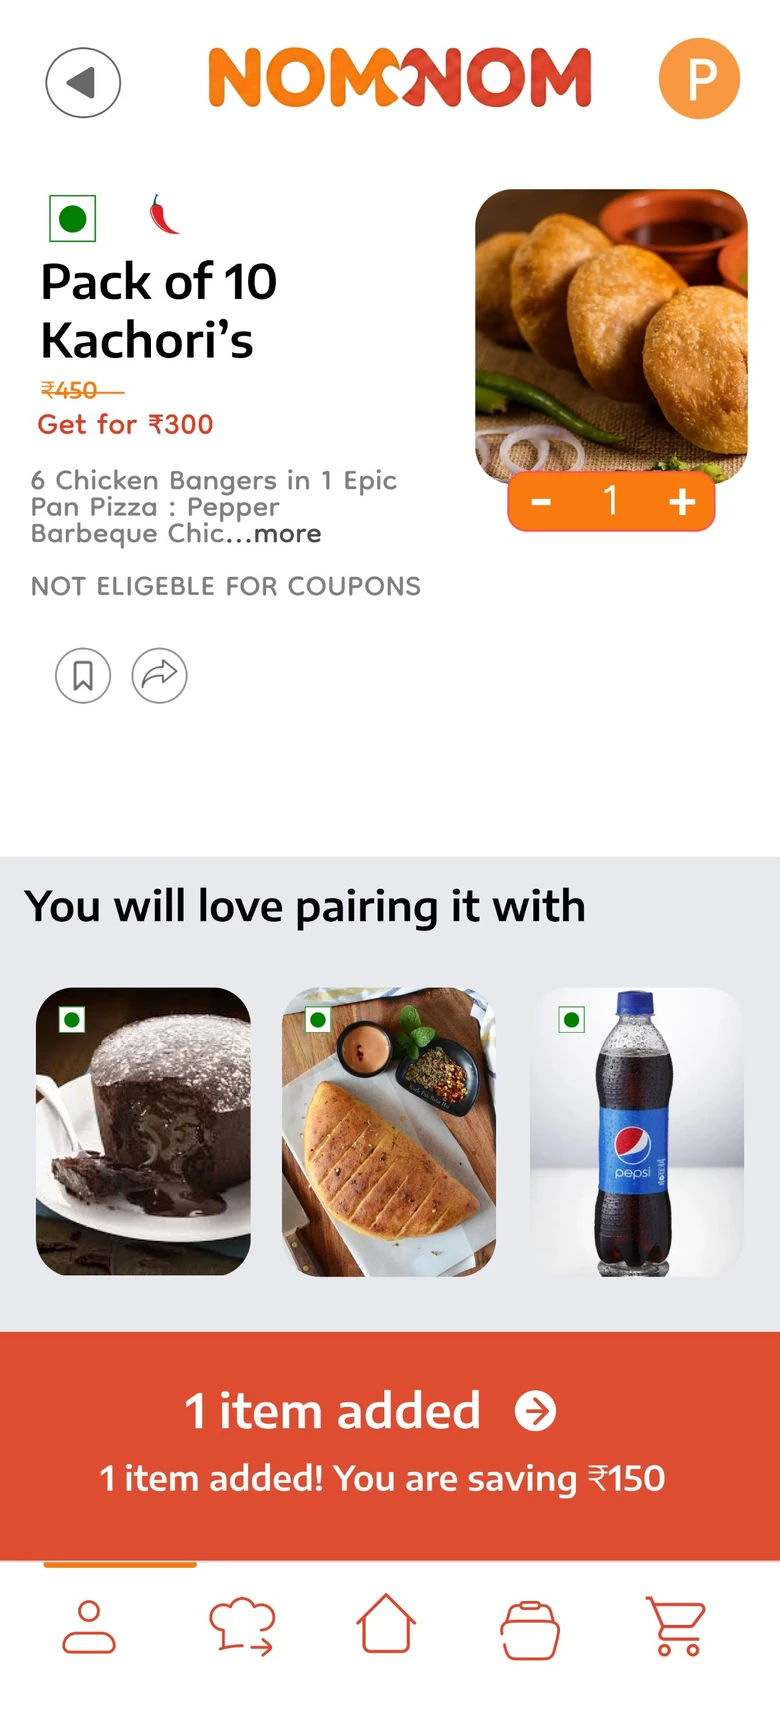 NOMNOM
P
Pack of 10
Kachori’s
₹450
Get for ₹300
6 Chicken Bangers in 1 Epic
Pan Pizza : Pepper
Barbeque Chic...more
- 1 +
NOT ELIGEBLE FOR COUPONS
You will love pairing it with
pepsi
1 item added
1 item added! You are saving ₹150